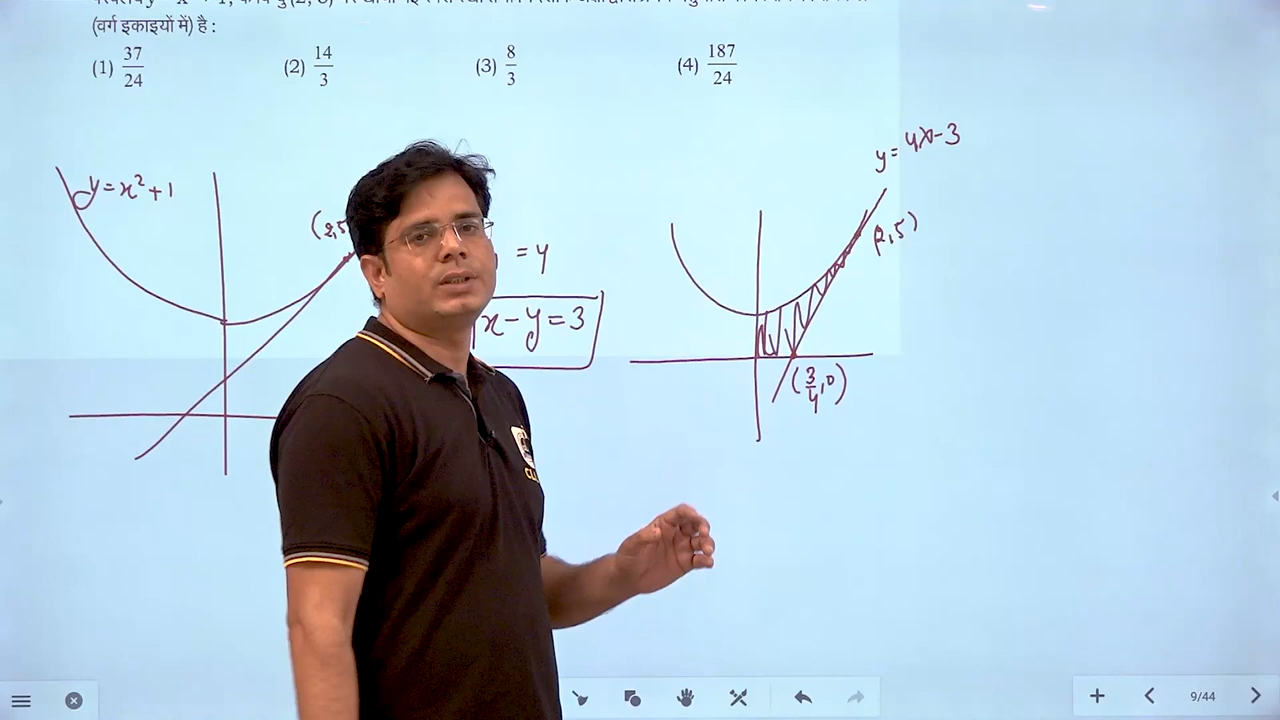 (वर्ग इकाइयों में) है :
(1) 37/24 (2) 14/3 (3) 8/3 (4) 187/24
y = x² + 1
= y
x - y = 3
y = 4x - 3
(2, 5)
(3/4, 0)
9/44